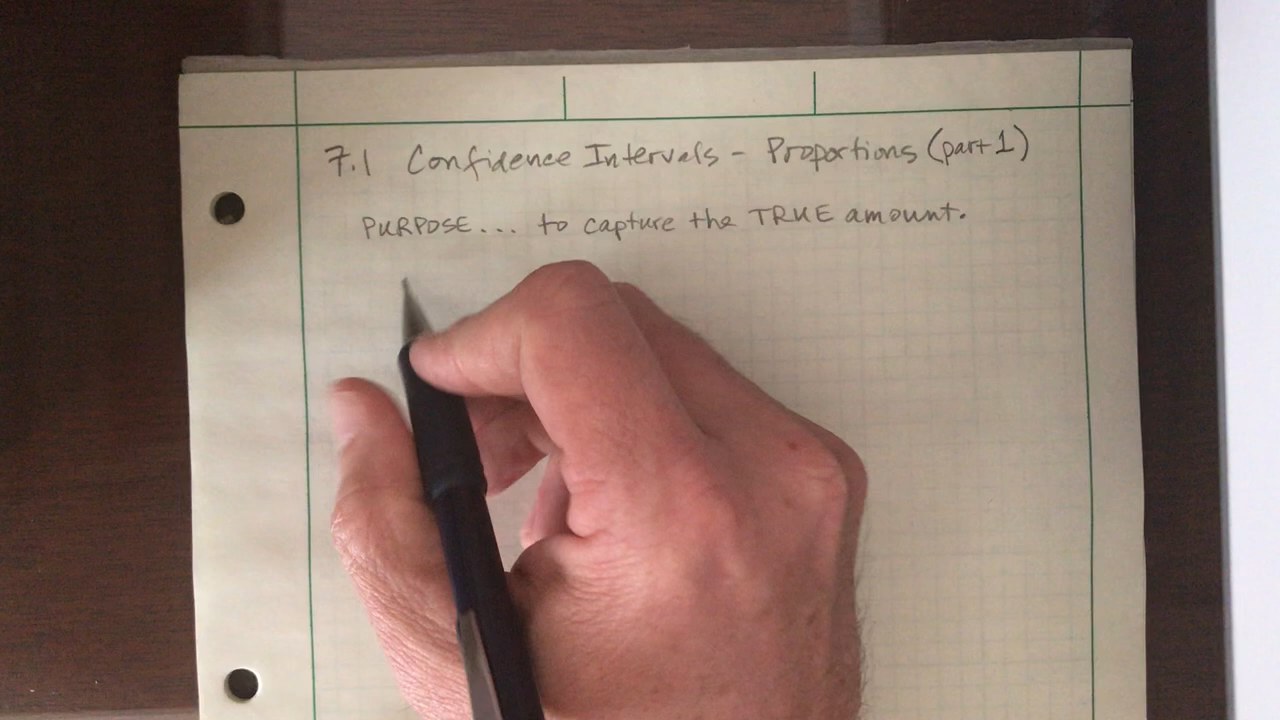 7.1 Confidence Intervals - Proportions (part 1)
PURPOSE... to capture the TRUE amount.